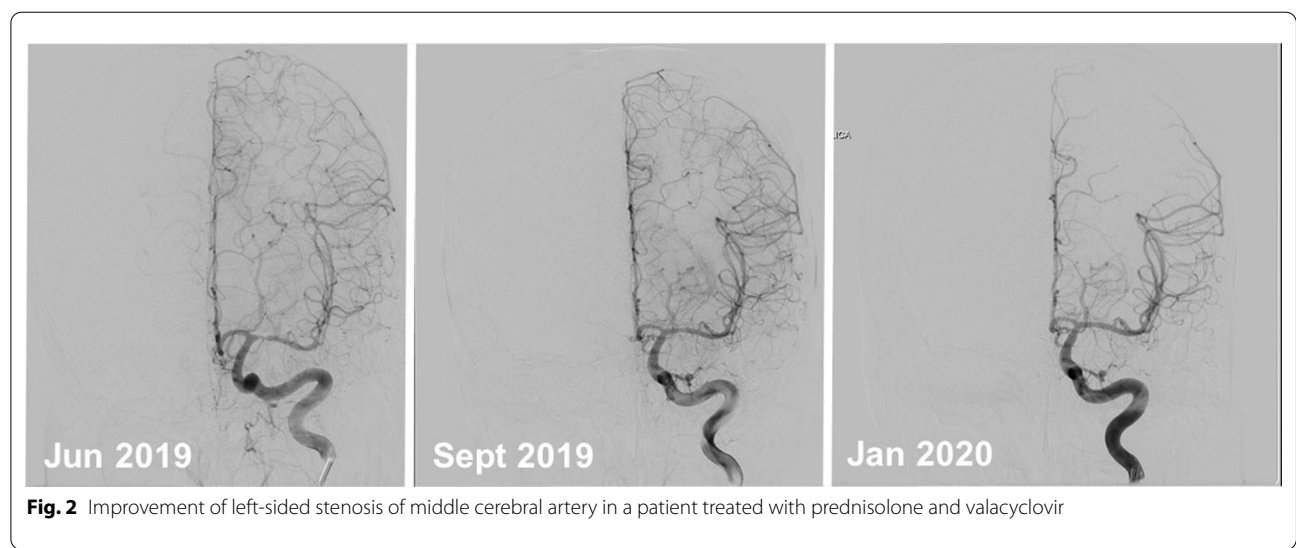 Jun 2019
Sept 2019
Jan 2020
Fig. 2 Improvement of left-sided stenosis of middle cerebral artery in a patient treated with prednisolone and valacyclovir